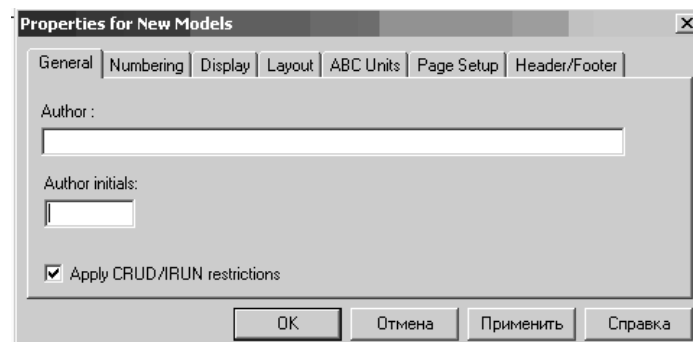 Properties for New Models
General Numbering Display Layout ABC Units Page Setup Header/Footer
Author :
Author initials:
Apply CRUD/IRUN restrictions
OK Отмена Применить Справка